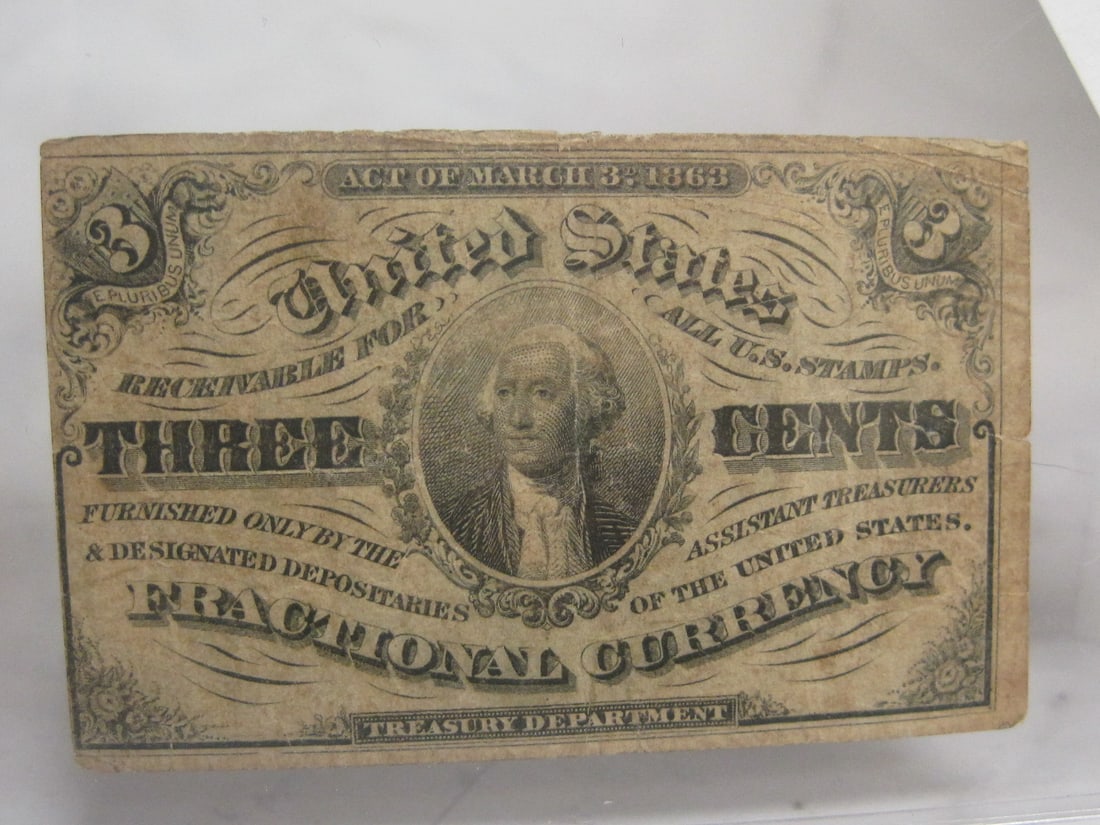 ACT OF MARCH 3: 1863
3
3
E PLURIBUS UNUM
E PLURIBUS UNUM
United States
RECEIVABLE FOR ALL U.S. STAMPS.
THREE CENTS
FURNISHED ONLY BY THE ASSISTANT TREASURERS
& DESIGNATED DEPOSITARIES OF THE UNITED STATES.
FRACTIONAL CURRENCY
TREASURY DEPARTMENT